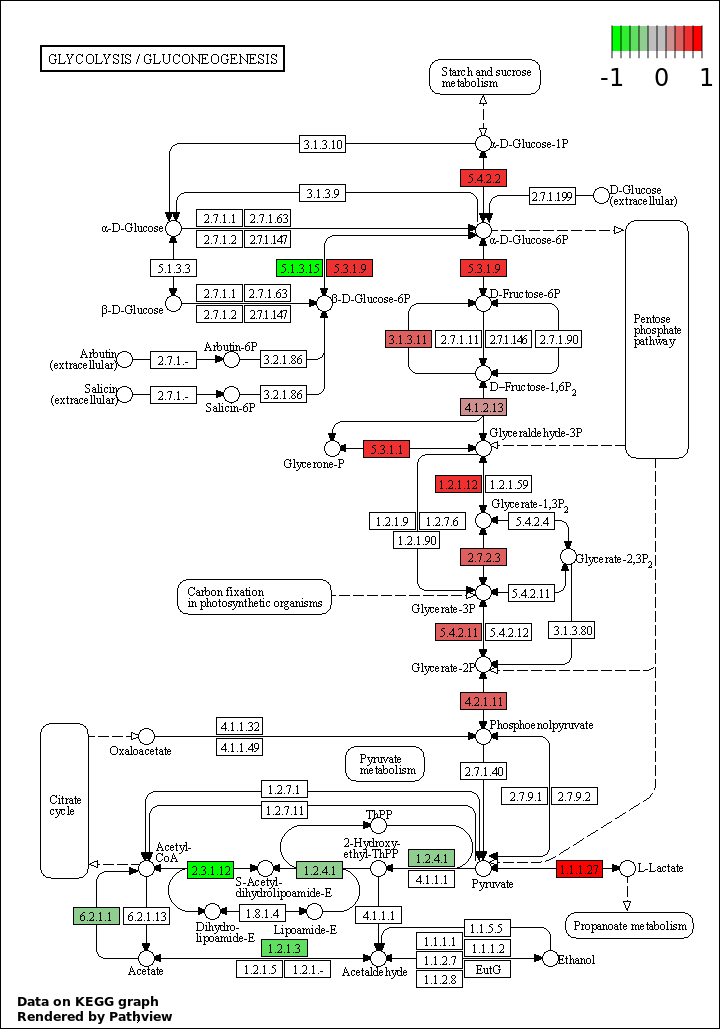 GLYCOLYSIS / GLUCONEOGENESIS
-1 0 1
Starch and sucrose
metabolism
3.1.3.10
α-D-Glucose-1P
5.4.2.2
3.1.3.9
2.7.1.199
D-Glucose
(extracellular)
2.7.1.1
2.7.1.63
α-D-Glucose
2.7.1.2
2.7.1.147
α-D-Glucose-6P
5.1.3.3
5.1.3.15
5.3.1.9
5.3.1.9
2.7.1.1
2.7.1.63
β-D-Glucose
2.7.1.2
2.7.1.147
β-D-Glucose-6P
D-Fructose-6P
Pentose
phosphate
pathway
3.1.3.11
2.7.1.11
2.7.1.146
2.7.1.90
Arbutin
(extracellular)
2.7.1.-
Arbutin-6P
3.2.1.86
Salicin
(extracellular)
2.7.1.-
Salicin-6P
3.2.1.86
D-Fructose-1,6P2
4.1.2.13
Glyceraldehyde-3P
5.3.1.1
Glycerone-P
1.2.1.12
1.2.1.59
Glycerate-1,3P2
1.2.1.9
1.2.7.6
5.4.2.4
1.2.1.90
2.7.2.3
Glycerate-2,3P2
Carbon fixation
in photosynthetic organisms
5.4.2.11
Glycerate-3P
5.4.2.11
5.4.2.12
3.1.3.80
Glycerate-2P
4.2.1.11
4.1.1.32
Phosphoenolpyruvate
Oxaloacetate
4.1.1.49
Pyruvate
metabolism
2.7.1.40
Citrate
cycle
1.2.7.1
2.7.9.1
2.7.9.2
1.2.7.11
ThPP
Acetyl-
CoA
2-Hydroxy-
ethyl-ThPP
1.2.4.1
2.3.1.12
1.2.4.1
4.1.1.1
1.1.1.27
L-Lactate
S-Acetyl-
dihydrolipoamide-E
Pyruvate
6.2.1.1
6.2.1.13
1.8.1.4
4.1.1.1
Dihydro-
lipoamide-E
Lipoamide-E
Propanoate metabolism
1.2.1.3
1.1.5.5
1.1.1.1
1.1.1.2
1.2.1.5
1.2.1.-
1.1.2.7
EutG
Ethanol
Acetate
Acetaldehyde
1.1.2.8
Data on KEGG graph
Rendered by Pathview